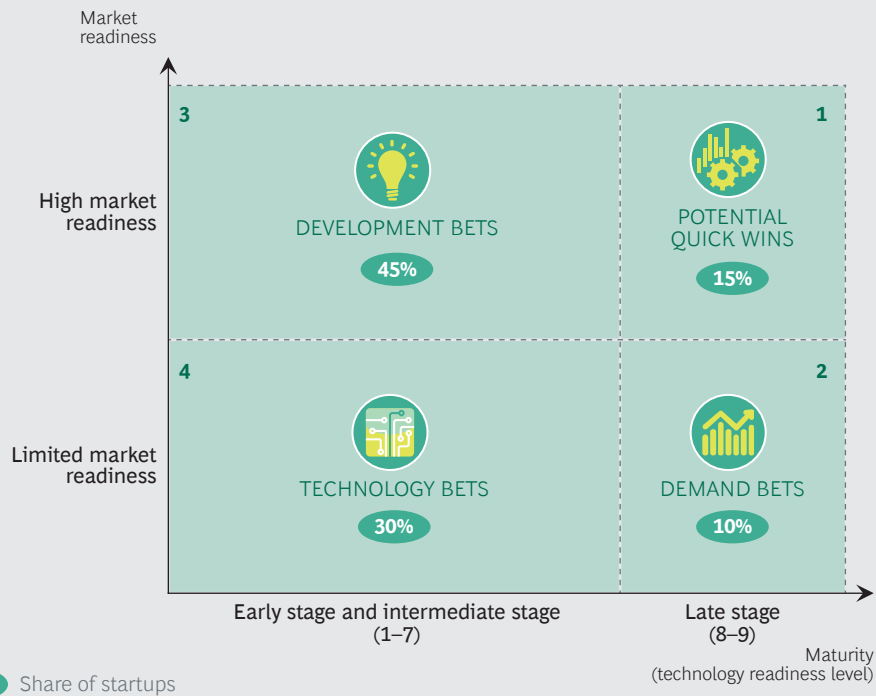 Market
readiness
3
1
High market
readiness
DEVELOPMENT BETS
45%
POTENTIAL
QUICK WINS
15%
4
2
Limited market
readiness
TECHNOLOGY BETS
30%
DEMAND BETS
10%
Early stage and intermediate stage
(1–7)
Late stage
(8–9)
Maturity
(technology readiness level)
Share of startups